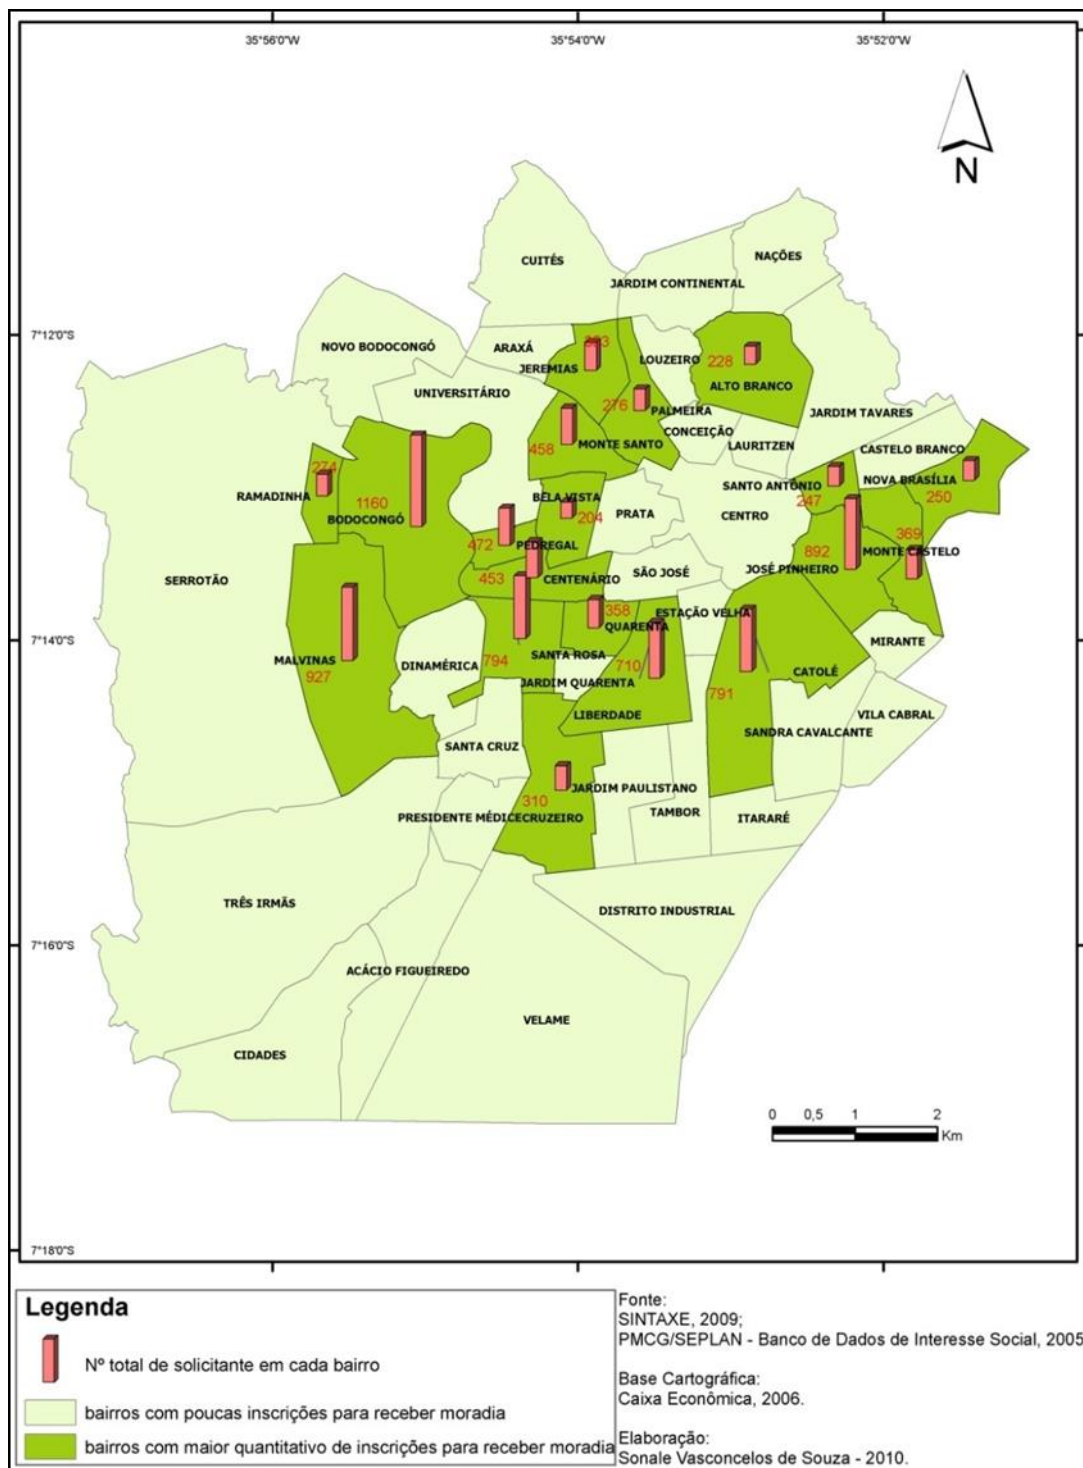 35°56'0"W
35°54'0"W
35°52'0"W
N
NAÇÕES
CUITÉS
JARDIM CONTINENTAL
7°12'0"S
NOVO BODOCONGÓ
ARAXÁ
LOUZEIRO
JEREMIAS
228
ALTO BRANCO
UNIVERSITÁRIO
276
PALMEIRA
JARDIM TAVARES
CONCEIÇÃO
458
MONTE SANTO
LAURITZEN
CASTELO BRANCO
274
RAMADINHA
SANTO ANTÔNIO
NOVA BRASÍLIA
1160
BELA VISTA
247
250
BODOCONGÓ
204
PRATA
CENTRO
369
472
PEDREGAL
892
MONTE CASTELO
SERROTÃO
453
CENTENÁRIO
SÃO JOSÉ
JOSÉ PINHEIRO
358
ESTAÇÃO VELHA
QUARENTA
7°14'0"S
MIRANTE
MALVINAS
927
DINAMÉRICA
794
SANTA ROSA
710
CATOLÉ
JARDIM QUARENTA
791
LIBERDADE
VILA CABRAL
SANDRA CAVALCANTE
SANTA CRUZ
JARDIM PAULISTANO
310
PRESIDENTE MÉDICE
CRUZEIRO
TAMBOR
ITARARÉ
TRÊS IRMÃS
DISTRITO INDUSTRIAL
7°16'0"S
ACÁCIO FIGUEIREDO
VELAME
CIDADES
0 0,5 1 2
Km
7°18'0"S
Legenda
Nº total de solicitante em cada bairro
bairros com poucas inscrições para receber moradia
bairros com maior quantitativo de inscrições para receber moradia
Fonte:
SINTAXE, 2009;
PMCG/SEPLAN - Banco de Dados de Interesse Social, 2005
Base Cartográfica:
Caixa Econômica, 2006.
Elaboração:
Sonale Vasconcelos de Souza - 2010.